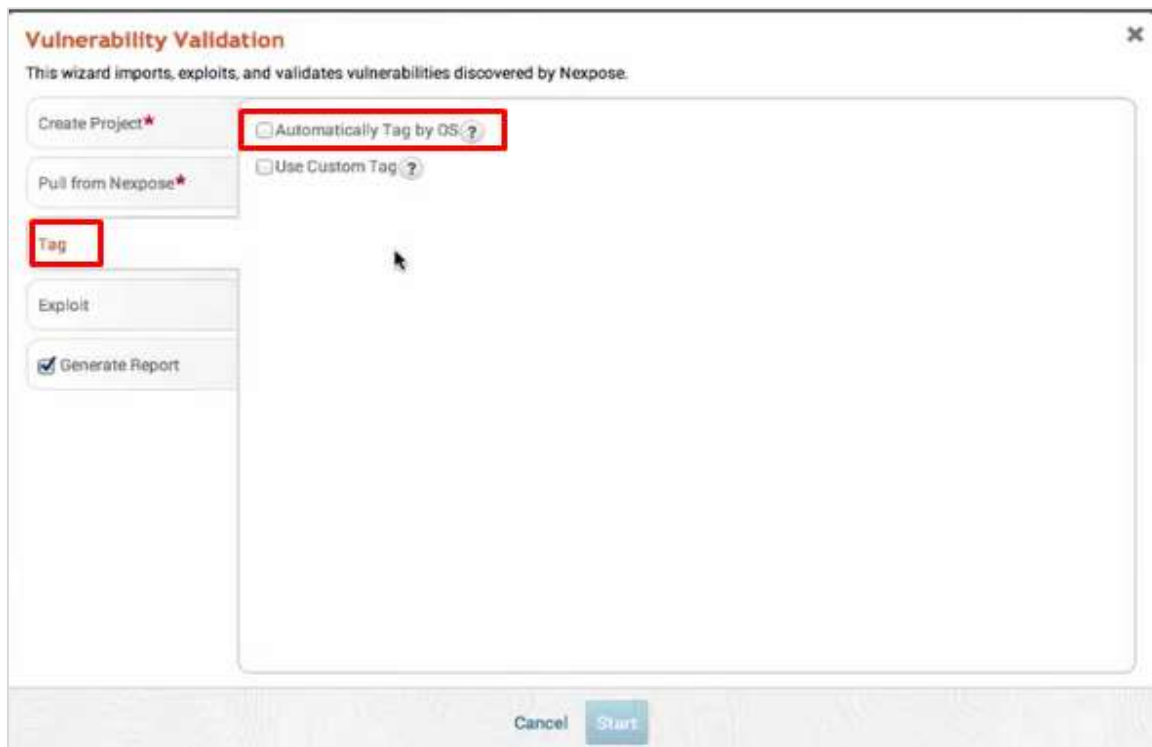 Vulnerability Validation
This wizard imports, exploits, and validates vulnerabilities discovered by Nexpose.
Create Project*
Automatically Tag by OS ?
Use Custom Tag ?
Pull from Nexpose*
Tag
Exploit
Generate Report
Cancel Start